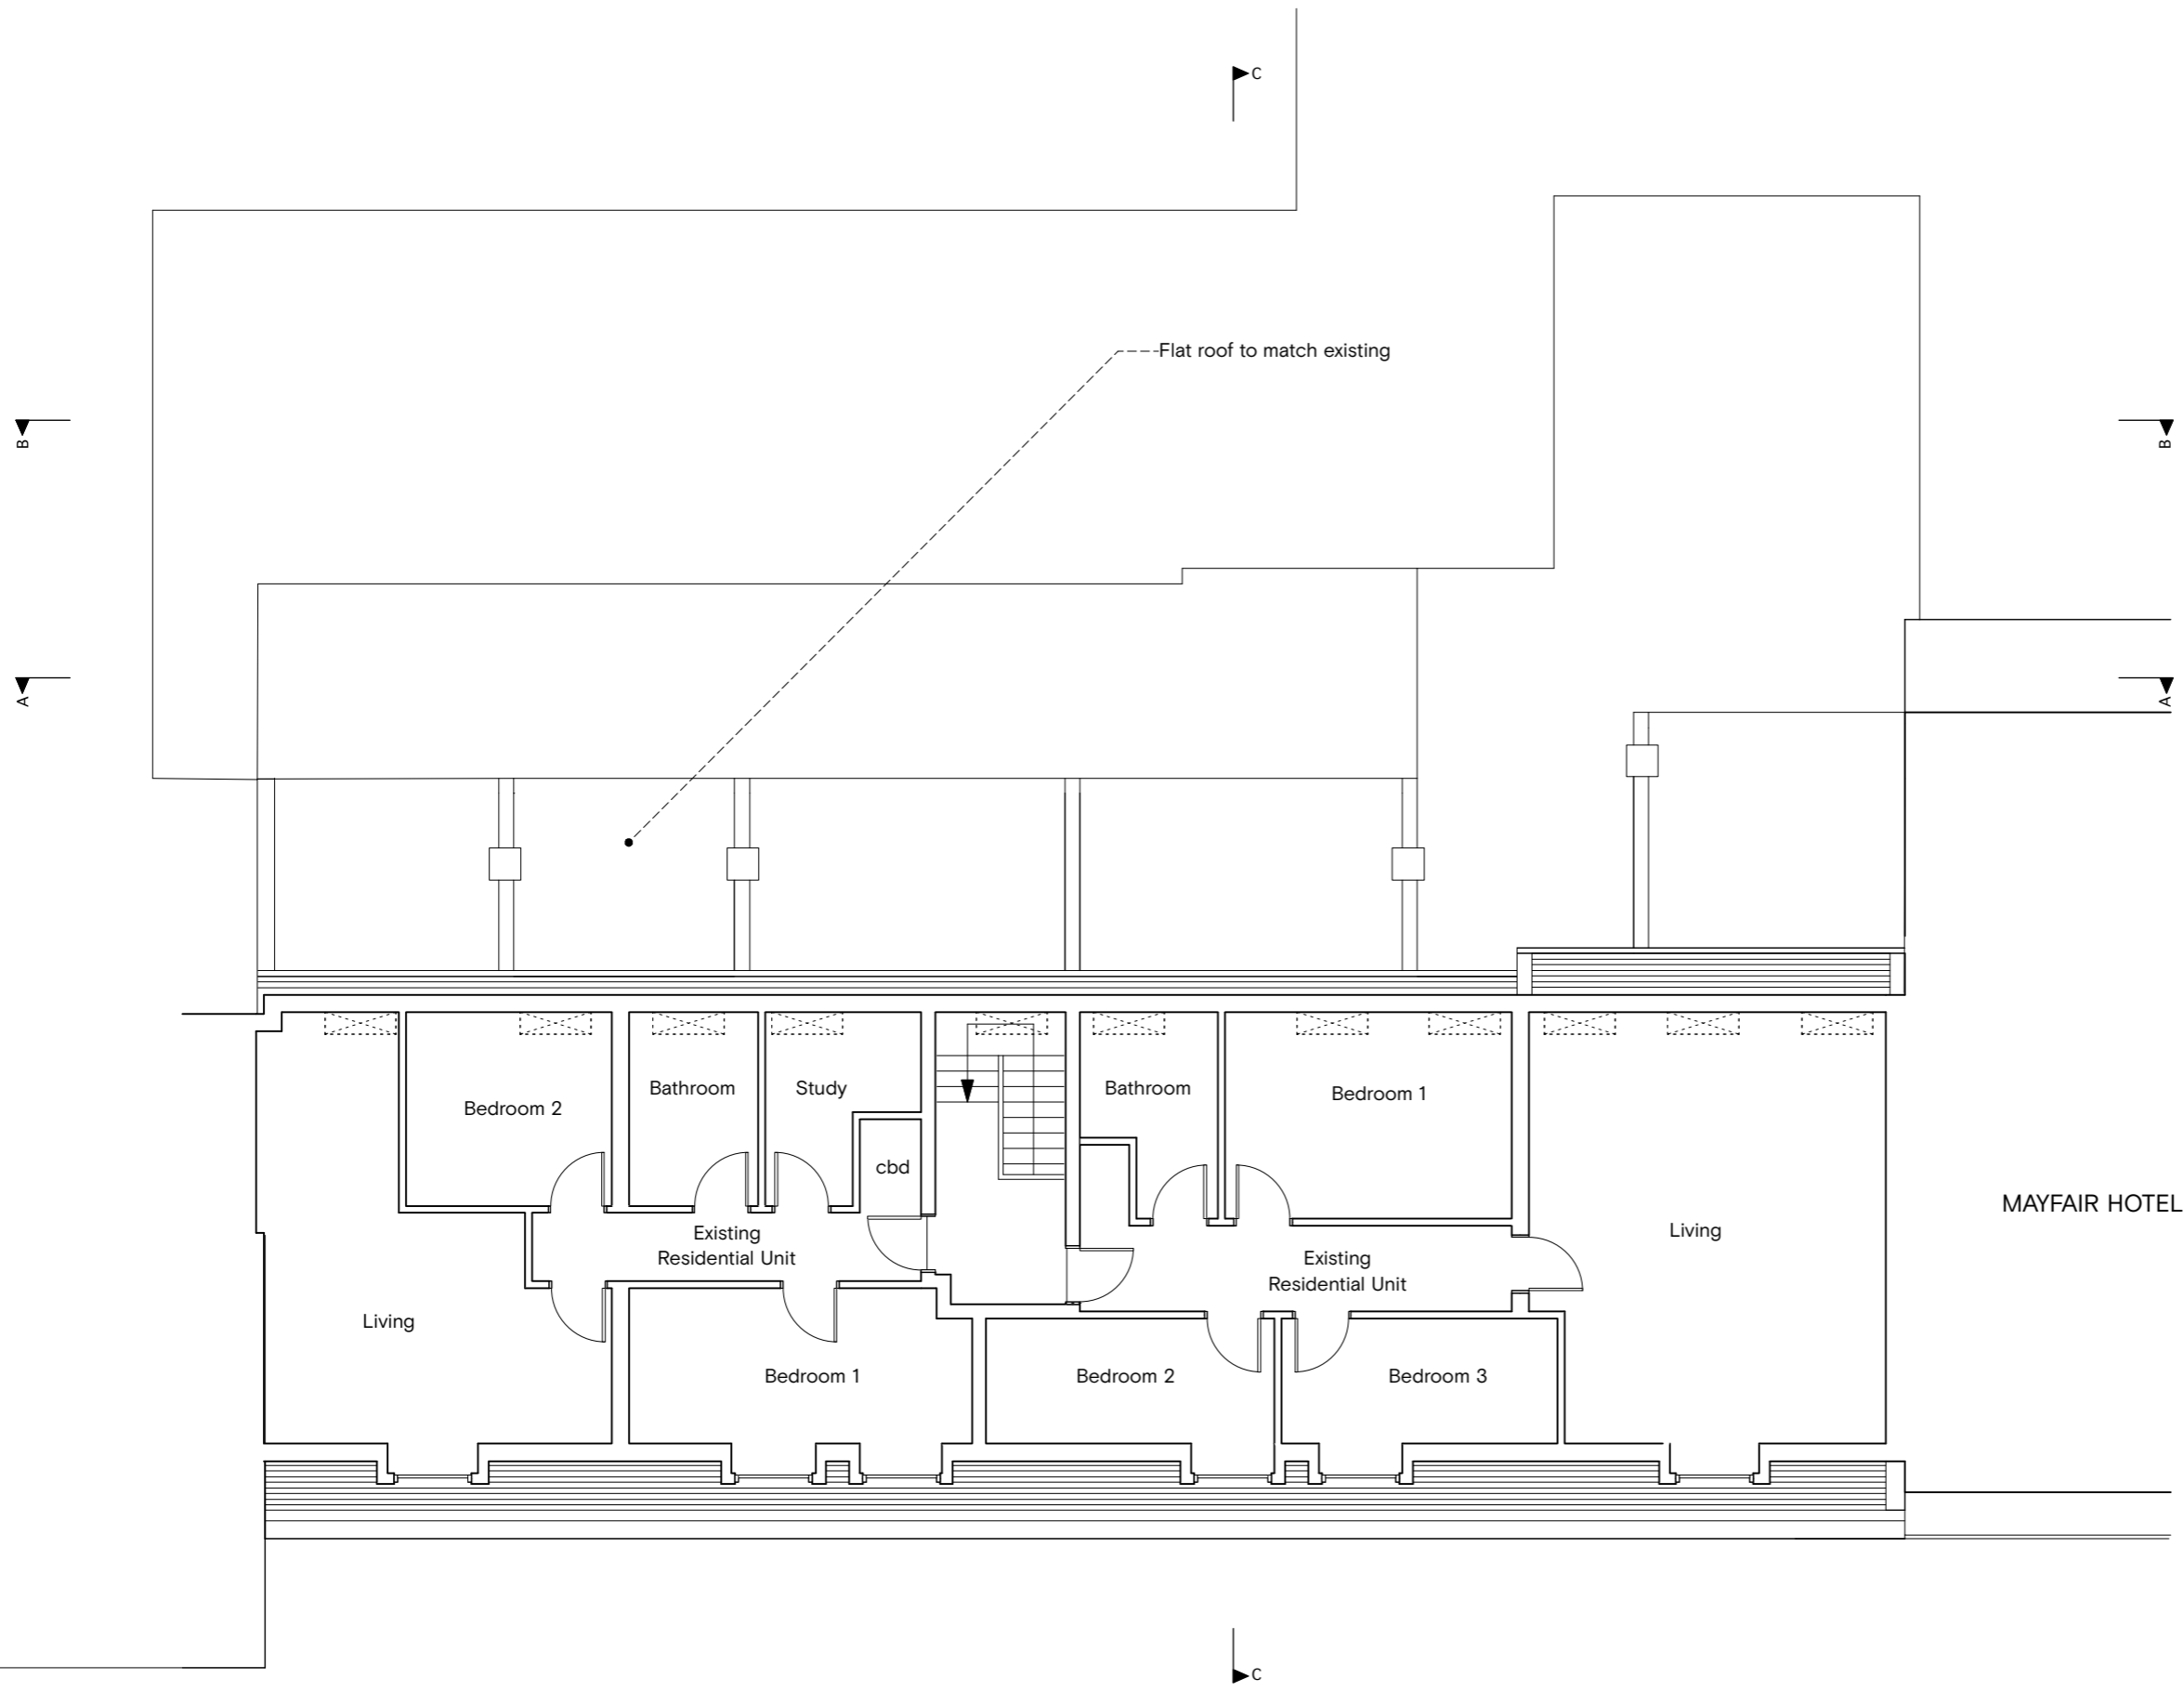 C
Flat roof to match existing
B
B
A
A
Bedroom 2
Bathroom
Study
cbd
Bathroom
Bedroom 1
MAYFAIR HOTEL
Existing
Residential Unit
Living
Existing
Residential Unit
Living
Bedroom 1
Bedroom 2
Bedroom 3
C